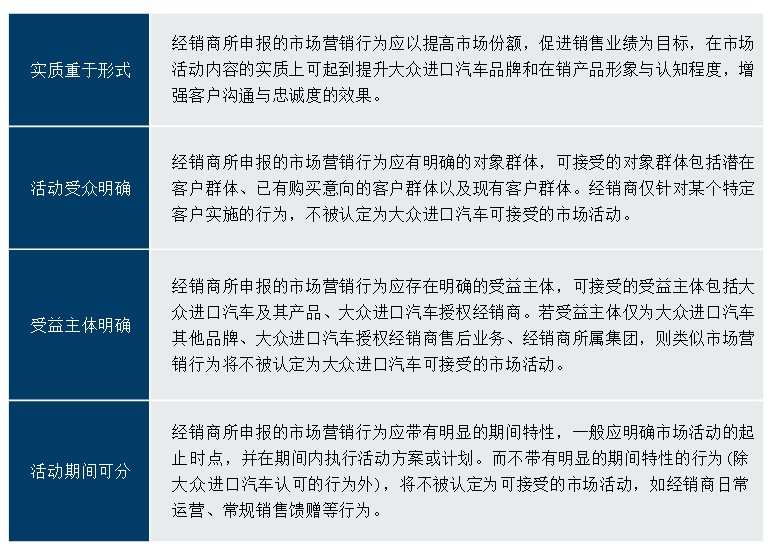 实质重于形式
经销商所申报的市场营销行为应以提高市场份额，促进销售业绩为目标，在市场
活动内容的实质上可起到提升大众进口汽车品牌和在销产品形象与认知程度，增
强客户沟通与忠诚度的效果。
活动受众明确
经销商所申报的市场营销行为应有明确的对象群体，可接受的对象群体包括潜在
客户群体、已有购买意向的客户群体以及现有客户群体。经销商仅针对某个特定
客户实施的行为，不被认定为大众进口汽车可接受的市场活动。
受益主体明确
经销商所申报的市场营销行为应存在明确的受益主体，可接受的受益主体包括大
众进口汽车及其产品、大众进口汽车授权经销商。若受益主体仅为大众进口汽车
其他品牌、大众进口汽车授权经销商售后业务、经销商所属集团，则类似市场营
销行为将不被认定为大众进口汽车可接受的市场活动。
活动期间可分
经销商所申报的市场营销行为应带有明显的期间特性，一般应明确市场活动的起
止时点，并在期间内执行活动方案或计划。而不带有明显的期间特性的行为(除
大众进口汽车认可的行为外)，将不被认定为可接受的市场活动，如经销商日常
运营、常规销售馈赠等行为。